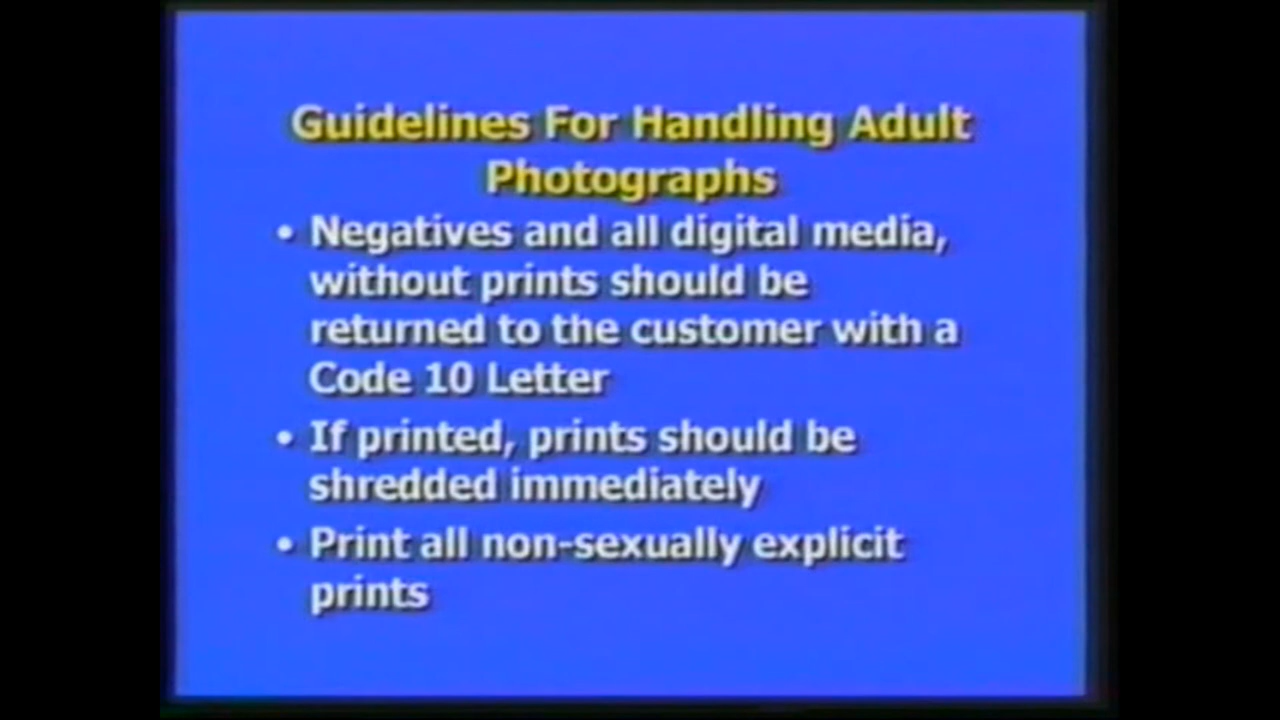 Guidelines For Handling Adult
Photographs
• Negatives and all digital media,
without prints should be
returned to the customer with a
Code 10 Letter
• If printed, prints should be
shredded immediately
• Print all non-sexually explicit
prints